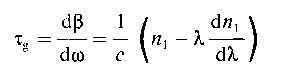 τg = dβ/dω = 1/c (n1 − λ dn1/dλ)